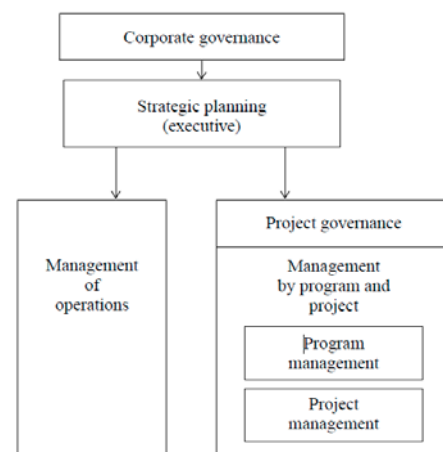 Corporate governance
Strategic planning
(executive)
Management
of
operations
Project governance
Management
by program and
project
Program
management
Project
management